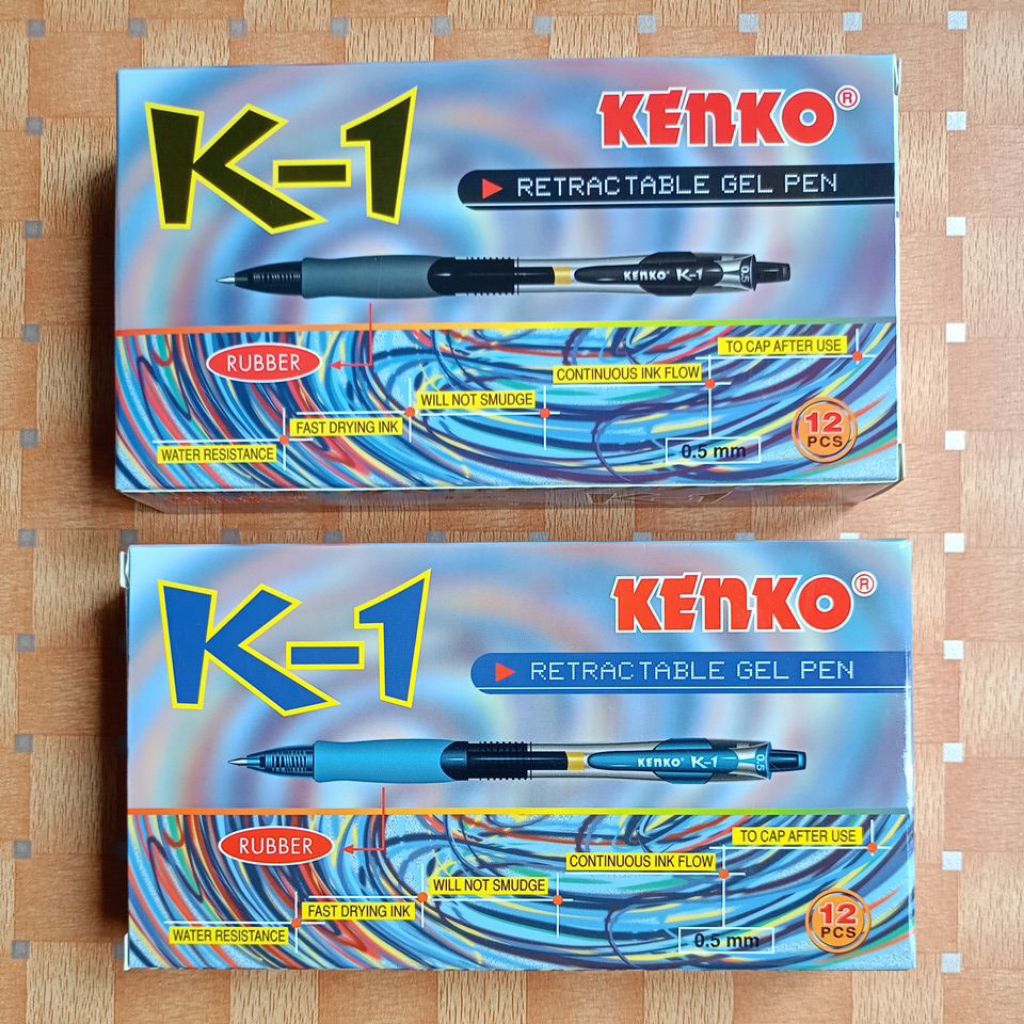 K-1
KENKO®
RETRACTABLE GEL PEN
KENKO® K-1 0.5
TO CAP AFTER USE
RUBBER
CONTINUOUS INK FLOW
WILL NOT SMUDGE
FAST DRYING INK
12
PCS
WATER RESISTANCE
0.5 mm
K-1
KENKO®
RETRACTABLE GEL PEN
KENKO® K-1 0.5
TO CAP AFTER USE
RUBBER
CONTINUOUS INK FLOW
WILL NOT SMUDGE
FAST DRYING INK
12
PCS
WATER RESISTANCE
0.5 mm